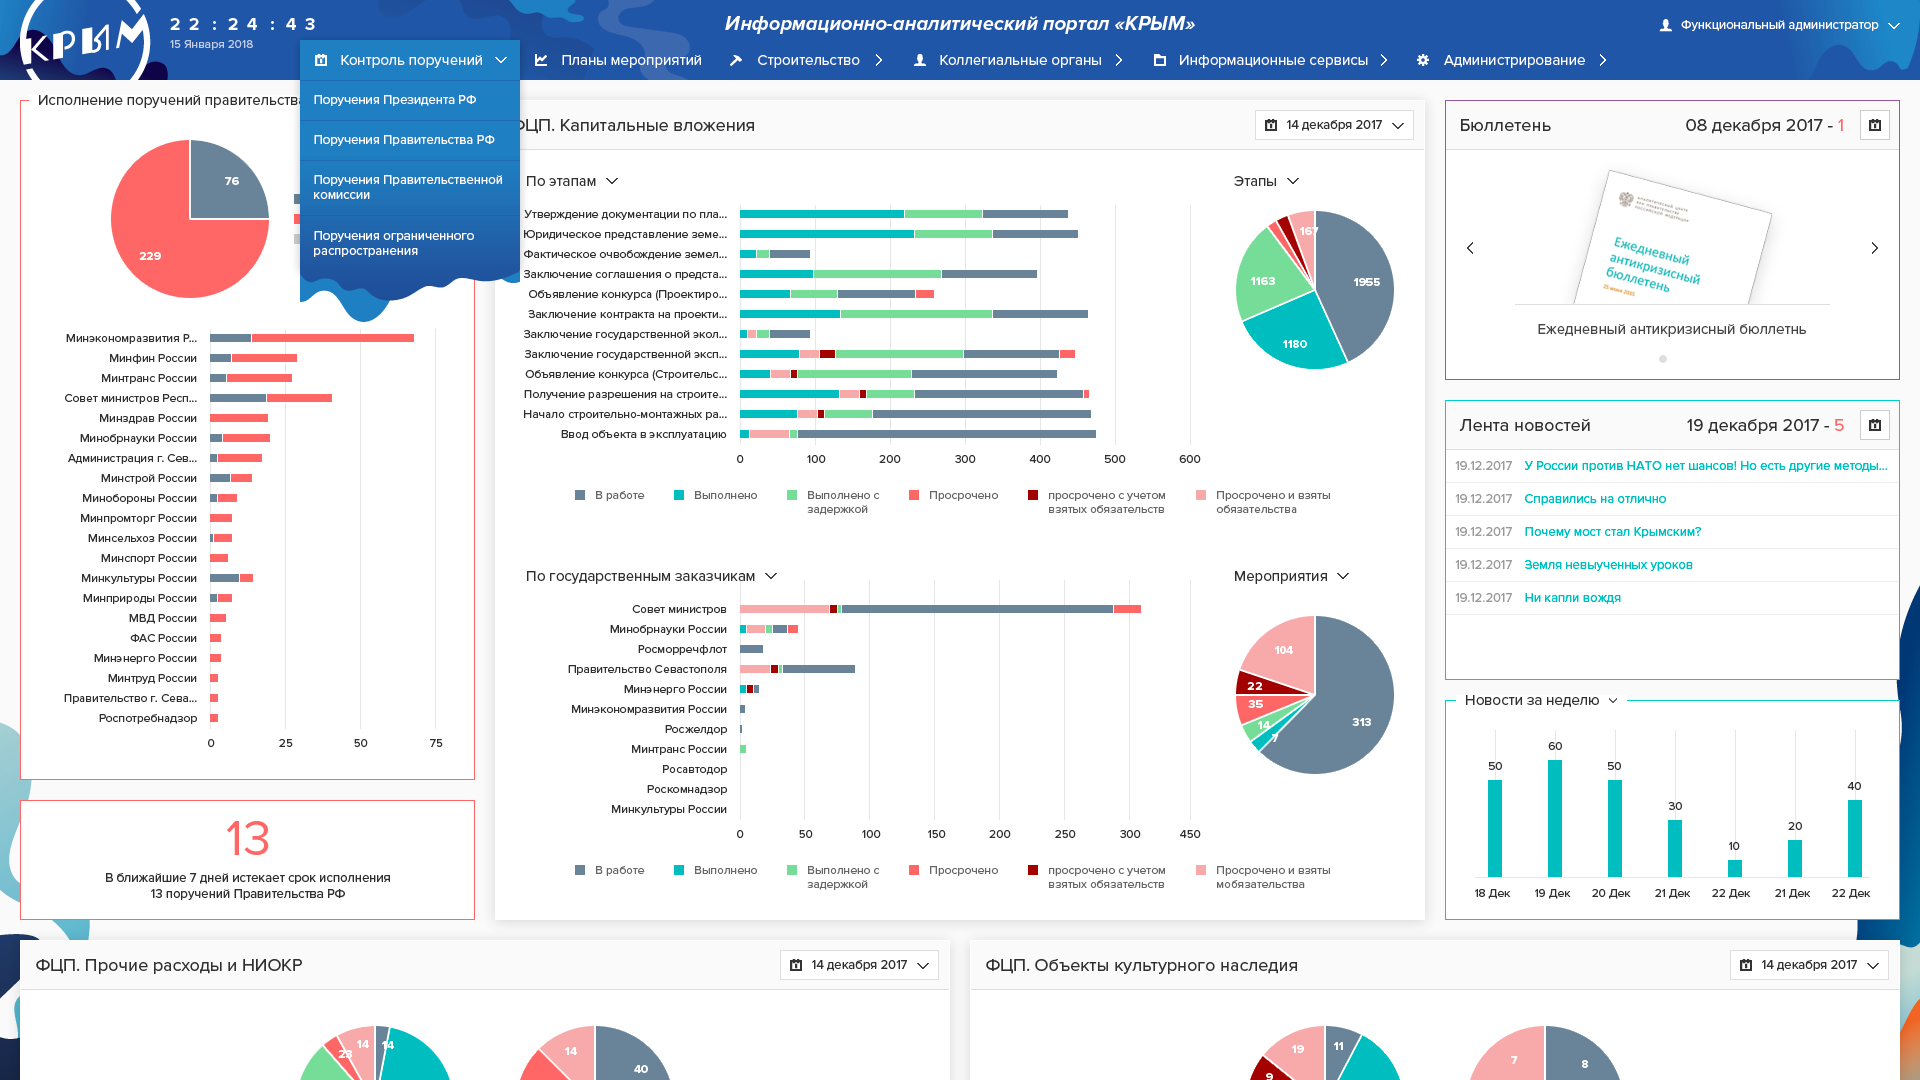 КРЫМ
22:24:43
15 Января 2018
Информационно-аналитический портал «КРЫМ»
Функциональный администратор
Контроль поручений
Планы мероприятий
Строительство
Коллегиальные органы
Информационные сервисы
Администрирование
Поручения Президента РФ
Поручения Правительства РФ
Поручения Правительственной
комиссии
Поручения ограниченного
распространения
Исполнение поручений правительства
76
229
Минэкономразвития Р...
Минфин России
Минтранс России
Совет министров Респ...
Минздрав России
Минобрнауки России
Администрация г. Сев...
Минстрой России
Минобороны России
Минпромторг России
Минсельхоз России
Минспорт России
Минкультуры России
Минприроды России
МВД России
ФАС России
Минэнерго России
Минтруд России
Правительство г. Сева...
Роспотребнадзор
0 25 50 75
13
В ближайшие 7 дней истекает срок исполнения
13 поручений Правительства РФ
ФЦП. Капитальные вложения
14 декабря 2017
По этапам
Этапы
Утверждение документации по пла...
Юридическое представление земе...
Фактическое очвобождение земел...
Заключение соглашения о предста...
Объявление конкурса (Проектиро...
Заключение контракта на проекти...
Заключение государственной экол...
Заключение государственной эксп...
Объявление конкурса (Строительс...
Получение разрешения на строите...
Начало строительно-монтажных ра...
Ввод объекта в эксплуатацию
0 100 200 300 400 500 600
167
1955
1163
1180
В работе
Выполнено
Выполнено с
задержкой
Просрочено
просрочено с учетом
взятых обязательств
Просрочено и взяты
обязательства
По государственным заказчикам
Мероприятия
Совет министров
Минобрнауки России
Росморречфлот
Правительство Севастополя
Минэнерго России
Минэкономразвития России
Росжелдор
Минтранс России
Росавтодор
Роскомнадзор
Минкультуры России
0 50 100 150 200 250 300 450
104
22
35
14
7
313
В работе
Выполнено
Выполнено с
задержкой
Просрочено
просрочено с учетом
взятых обязательств
Просрочено и взяты
мобязательства
Бюллетень
08 декабря 2017 - 1
Ежедневный
антикризисный
бюллетень
Ежедневный антикризисный бюллетнь
Лента новостей
19 декабря 2017 - 5
19.12.2017 У России против НАТО нет шансов! Но есть другие методы...
19.12.2017 Справились на отлично
19.12.2017 Почему мост стал Крымским?
19.12.2017 Земля невыученных уроков
19.12.2017 Ни капли вождя
Новости за неделю
50 60 50 30 10 20 40
18 Дек 19 Дек 20 Дек 21 Дек 22 Дек 21 Дек 22 Дек
ФЦП. Прочие расходы и НИОКР
14 декабря 2017
23 14 14
14 40
ФЦП. Объекты культурного наследия
14 декабря 2017
9 19 11
7 8